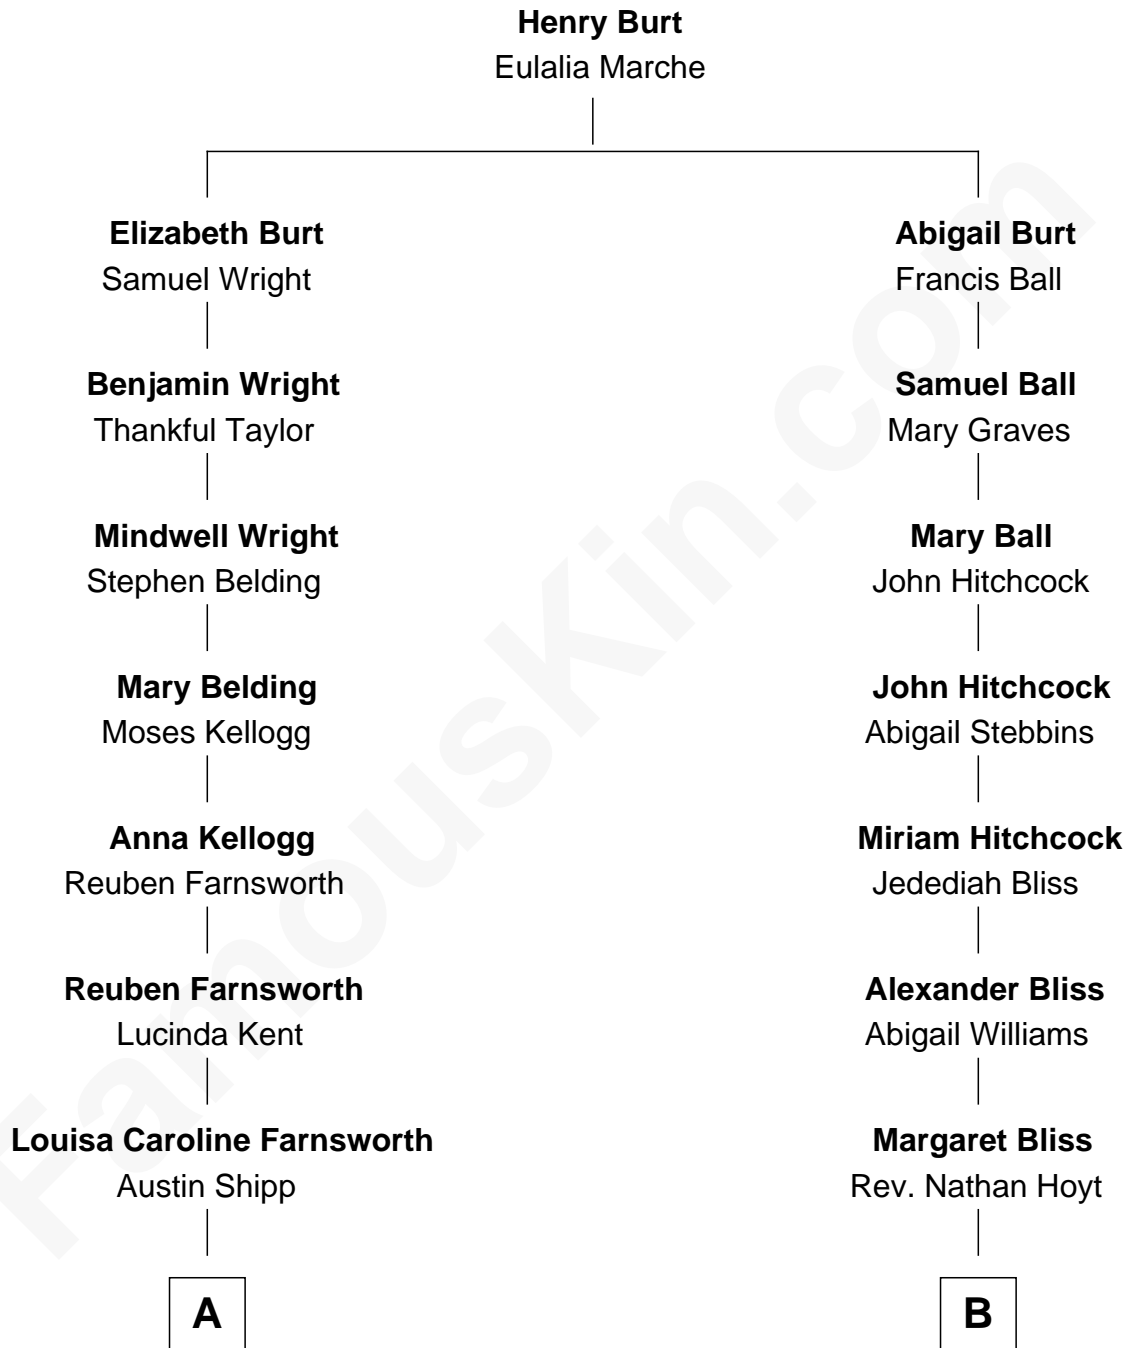 Henry Burt
Eulalia Marche
Elizabeth Burt
Samuel Wright
Abigail Burt
Francis Ball
Benjamin Wright
Thankful Taylor
Samuel Ball
Mary Graves
Mindwell Wright
Stephen Belding
Mary Ball
John Hitchcock
Mary Belding
Moses Kellogg
John Hitchcock
Abigail Stebbins
Anna Kellogg
Reuben Farnsworth
Miriam Hitchcock
Jedediah Bliss
Reuben Farnsworth
Lucinda Kent
Alexander Bliss
Abigail Williams
Louisa Caroline Farnsworth
Austin Shipp
Margaret Bliss
Rev. Nathan Hoyt
A
B
FamousKin.com